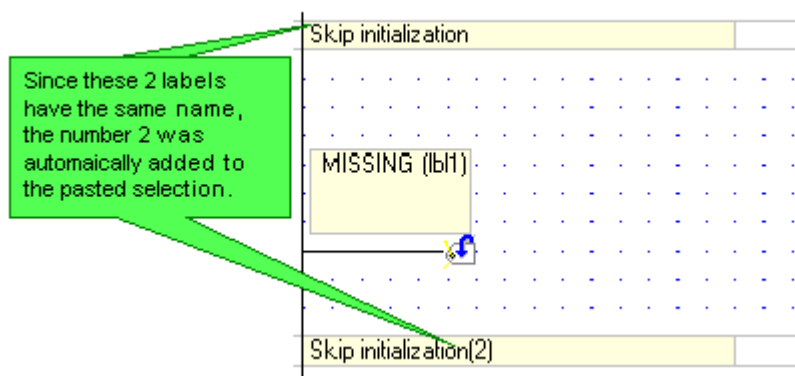 Skip initialization
Since these 2 labels
have the same name,
the number 2 was
automaically added to
the pasted selection.
MISSING (lbl1)
Skip initialization(2)